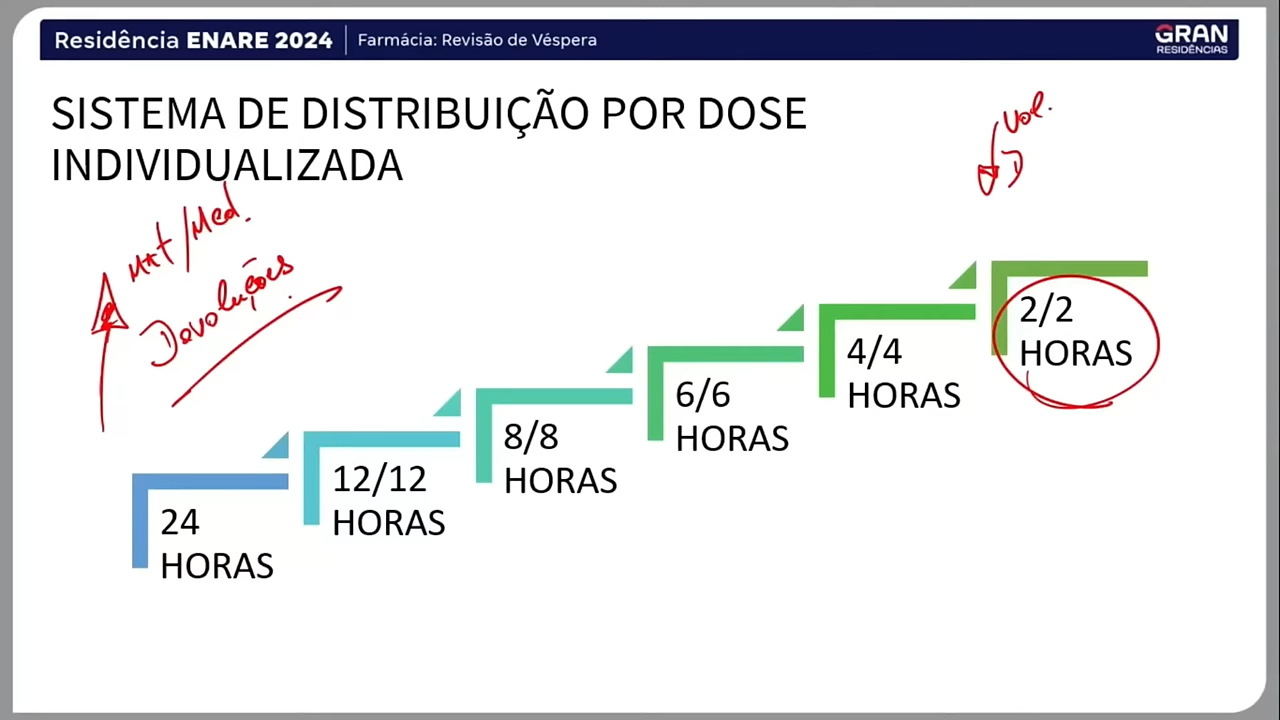 Residência ENARE 2024 Farmácia: Revisão de Véspera
GRAN
RESIDÊNCIAS
SISTEMA DE DISTRIBUIÇÃO POR DOSE
INDIVIDUALIZADA
Vol.
D
Mat/Med.
Devoluções
2/2
HORAS
4/4
HORAS
6/6
HORAS
8/8
HORAS
12/12
HORAS
24
HORAS